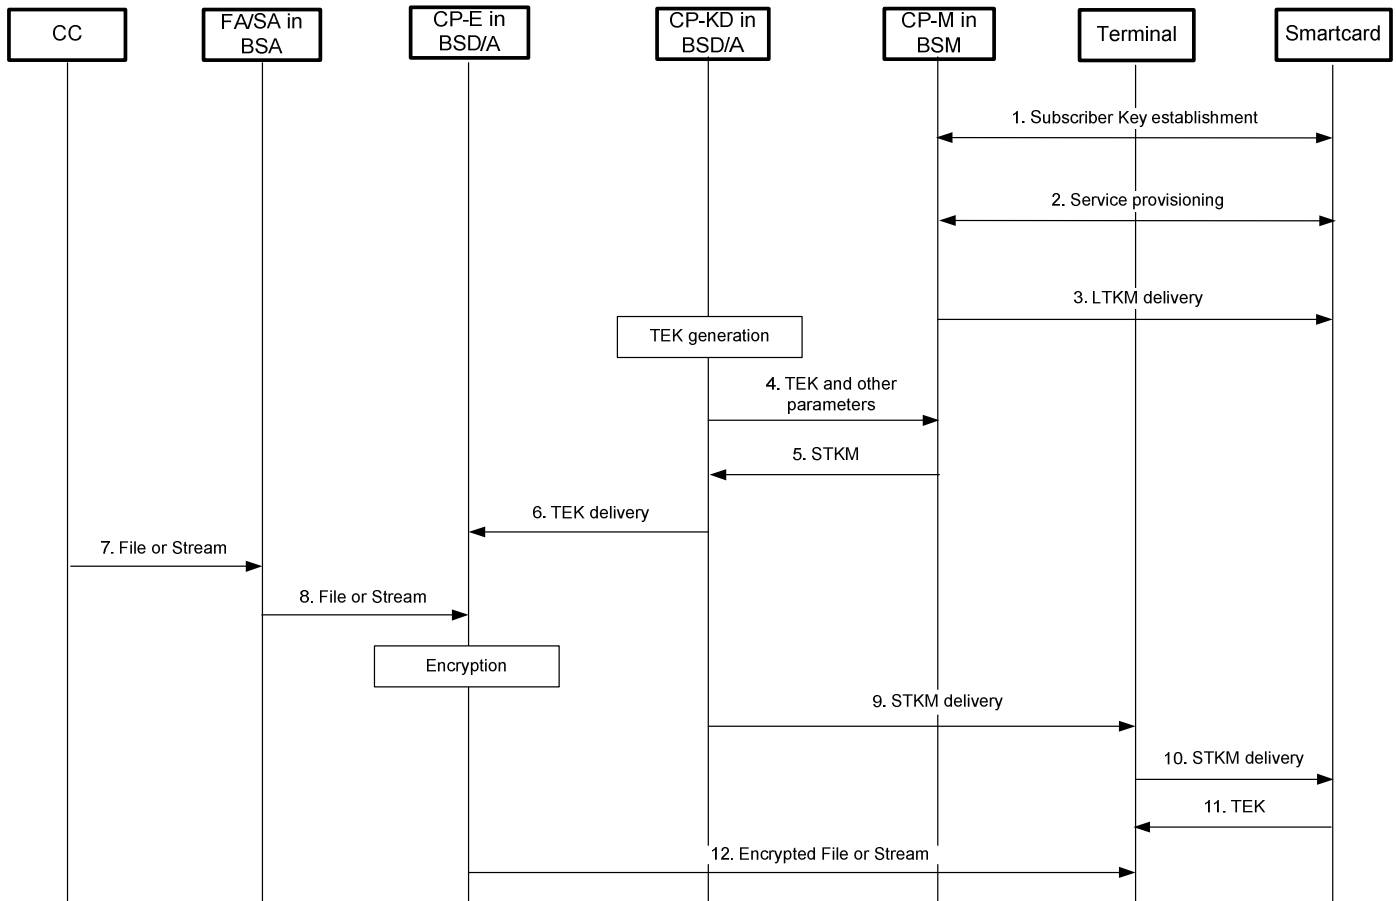 CC
FA/SA in
BSA
CP-E in
BSD/A
CP-KD in
BSD/A
CP-M in
BSM
Terminal
Smartcard
1. Subscriber Key establishment
2. Service provisioning
3. LTKM delivery
TEK generation
4. TEK and other
parameters
5. STKM
6. TEK delivery
7. File or Stream
8. File or Stream
Encryption
9. STKM delivery
10. STKM delivery
11. TEK
12. Encrypted File or Stream